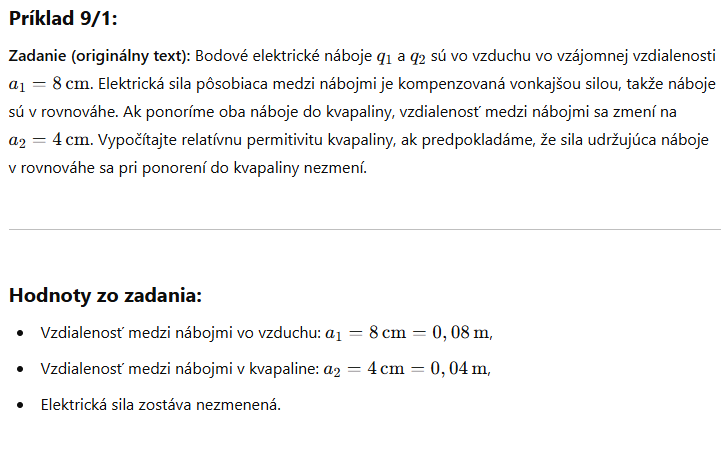 Príklad 9/1:
Zadanie (originálny text): Bodové elektrické náboje q₁ a q₂ sú vo vzduchu vo vzájomnej vzdialenosti
a₁ = 8 cm. Elektrická sila pôsobiaca medzi nábojmi je kompenzovaná vonkajšou silou, takže náboje
sú v rovnováhe. Ak ponoríme oba náboje do kvapaliny, vzdialenosť medzi nábojmi sa zmení na
a₂ = 4 cm. Vypočítajte relatívnu permitivitu kvapaliny, ak predpokladáme, že sila udržujúca náboje
v rovnováhe sa pri ponorení do kvapaliny nezmení.
Hodnoty zo zadania:
• Vzdialenosť medzi nábojmi vo vzduchu: a₁ = 8 cm = 0, 08 m,
• Vzdialenosť medzi nábojmi v kvapaline: a₂ = 4 cm = 0, 04 m,
• Elektrická sila zostáva nezmenená.